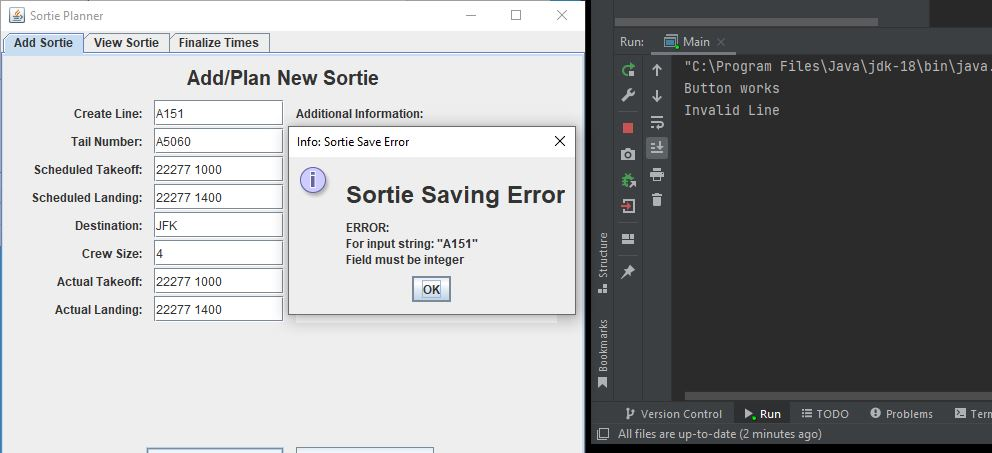 Sortie Planner
Add Sortie View Sortie Finalize Times
Add/Plan New Sortie
Create Line: A151 Additional Information:
Tail Number: A5060
Scheduled Takeoff: 22277 1000
Scheduled Landing: 22277 1400
Destination: JFK
Crew Size: 4
Actual Takeoff: 22277 1000
Actual Landing: 22277 1400
Info: Sortie Save Error
Sortie Saving Error
ERROR:
For input string: "A151"
Field must be integer
OK
Run: Main
"C:\Program Files\Java\jdk-18\bin\java.
Button works
Invalid Line
Structure
Bookmarks
Version Control Run TODO Problems Term
All files are up-to-date (2 minutes ago)